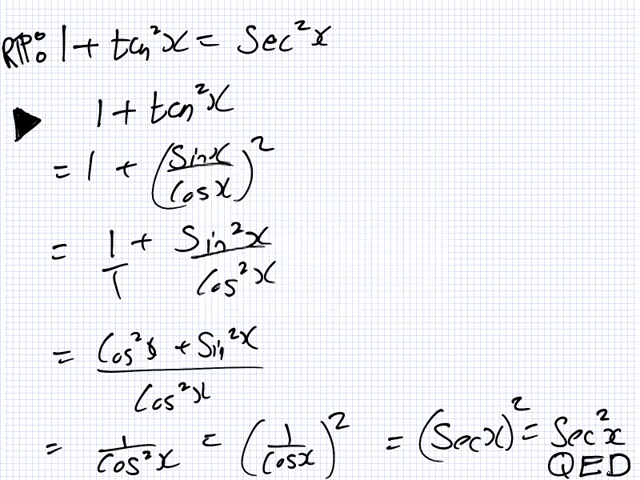 RTP: 1 + tan²x = Sec²x
1 + tan²x
= 1 + (Sinx/Cosx)²
= 1/1 + Sin²x/Cos²x
= (Cos²x + Sin²x)/Cos²x
= 1/Cos²x = (1/Cosx)² = (Secx)² = Sec²x
QED